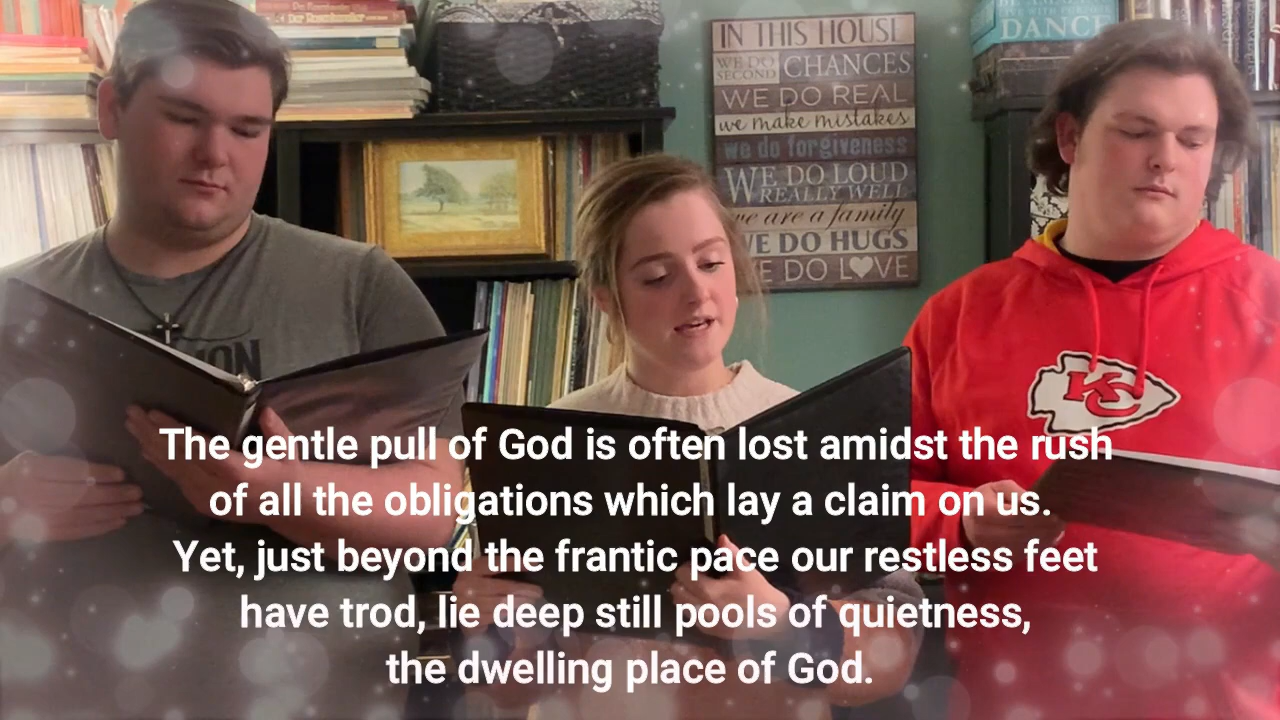 Der Rosenkavalier
DANCE
IN THIS HOUSE
WE DO
SECOND
CHANCES
WE DO REAL
we make mistakes
we do forgiveness
WE DO LOUD
REALLY WELL
we are a family
WE DO HUGS
WE DO LOVE
MON
KC
The gentle pull of God is often lost amidst the rush
of all the obligations which lay a claim on us.
Yet, just beyond the frantic pace our restless feet
have trod, lie deep still pools of quietness,
the dwelling place of God.